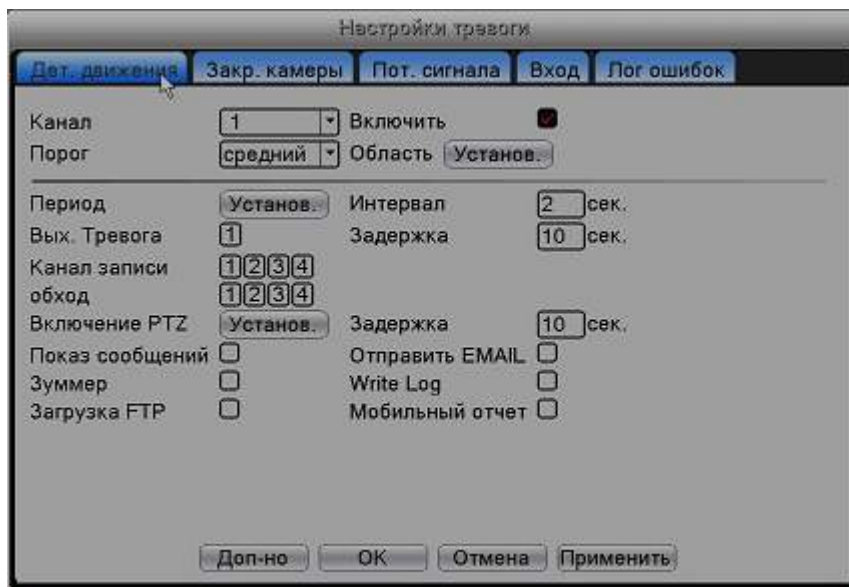 Настройки тревоги
Дет. движения Закр. камеры Пот. сигнала Вход Лог ошибок
Канал 1 Включить
Порог средний Область Установ.
Период Установ. Интервал 2 сек.
Вых. Тревога 1 Задержка 10 сек.
Канал записи 1 2 3 4
обход 1 2 3 4
Включение PTZ Установ. Задержка 10 сек.
Показ сообщений Отправить EMAIL
Зуммер Write Log
Загрузка FTP Мобильный отчет
Доп-но OK Отмена Применить